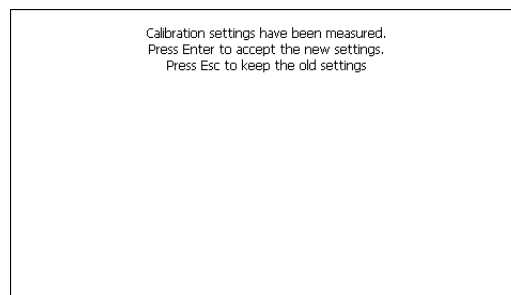 Calibration settings have been measured.
Press Enter to accept the new settings.
Press Esc to keep the old settings